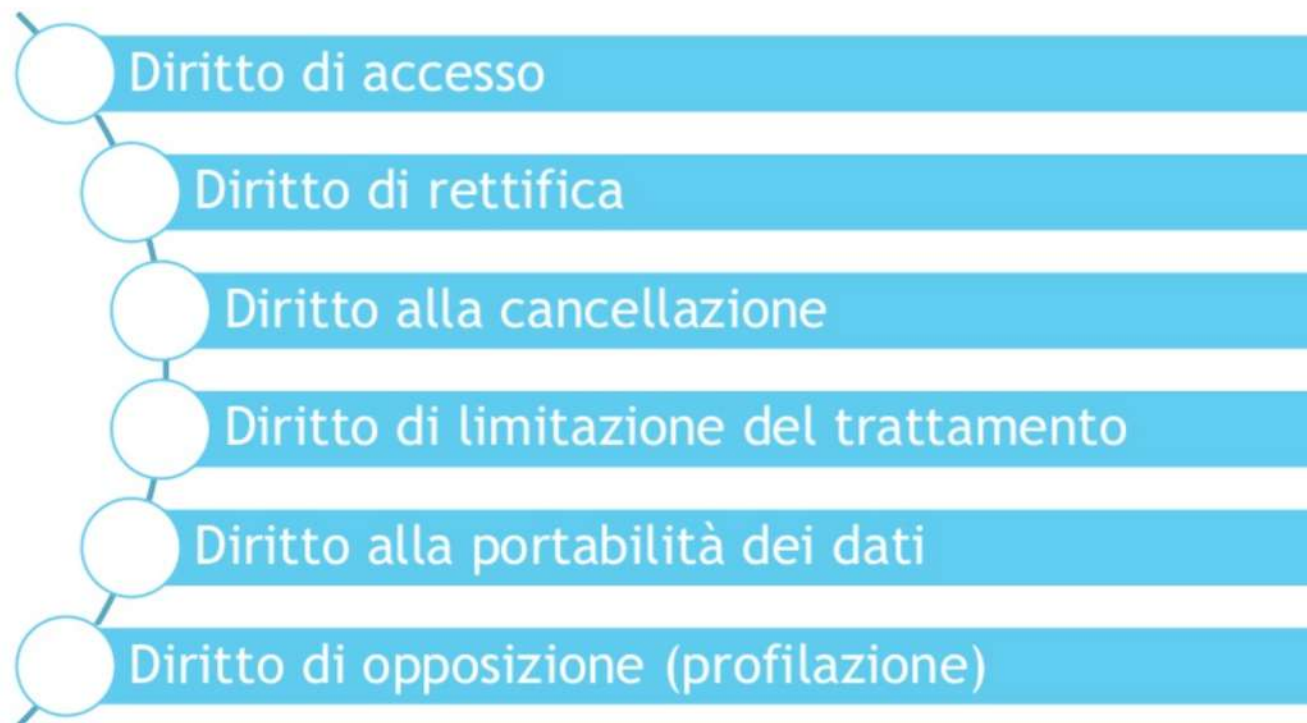 Diritto di accesso
Diritto di rettifica
Diritto alla cancellazione
Diritto di limitazione del trattamento
Diritto alla portabilità dei dati
Diritto di opposizione (profilazione)